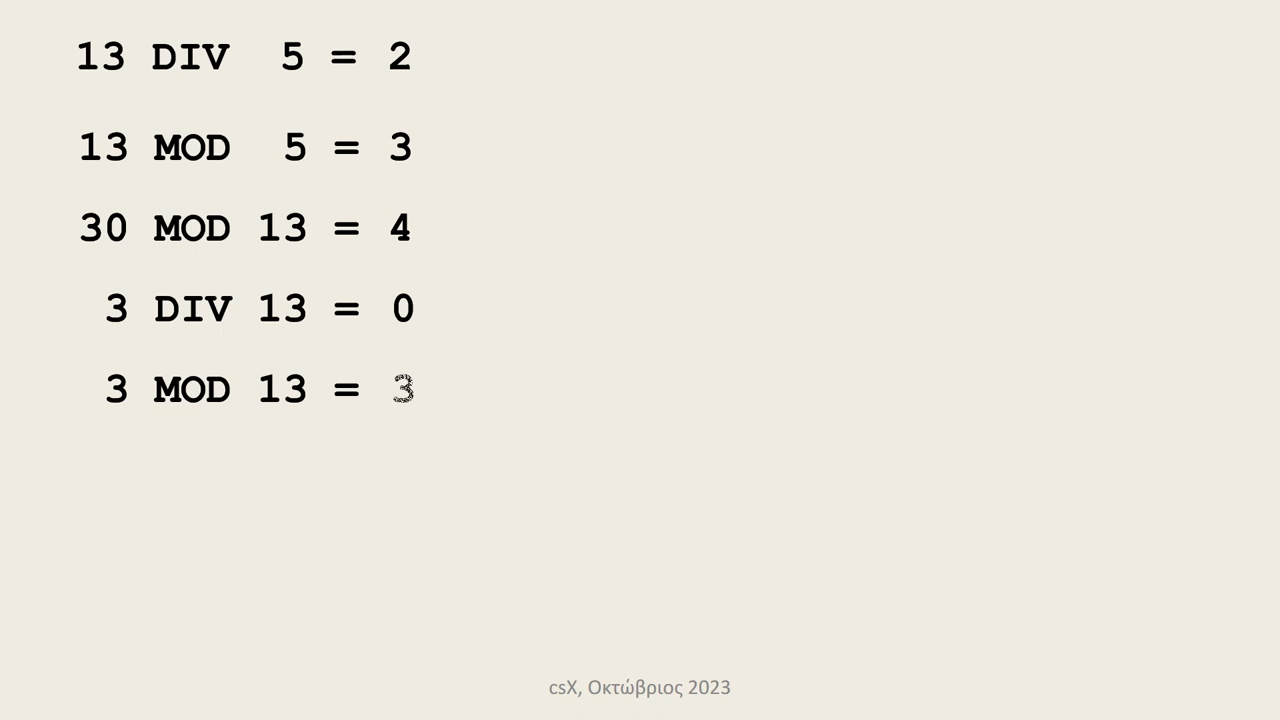 13 DIV  5 = 2
13 MOD  5 = 3
30 MOD 13 = 4
3 DIV 13 = 0
3 MOD 13 = 3
csX, Οκτώβριος 2023